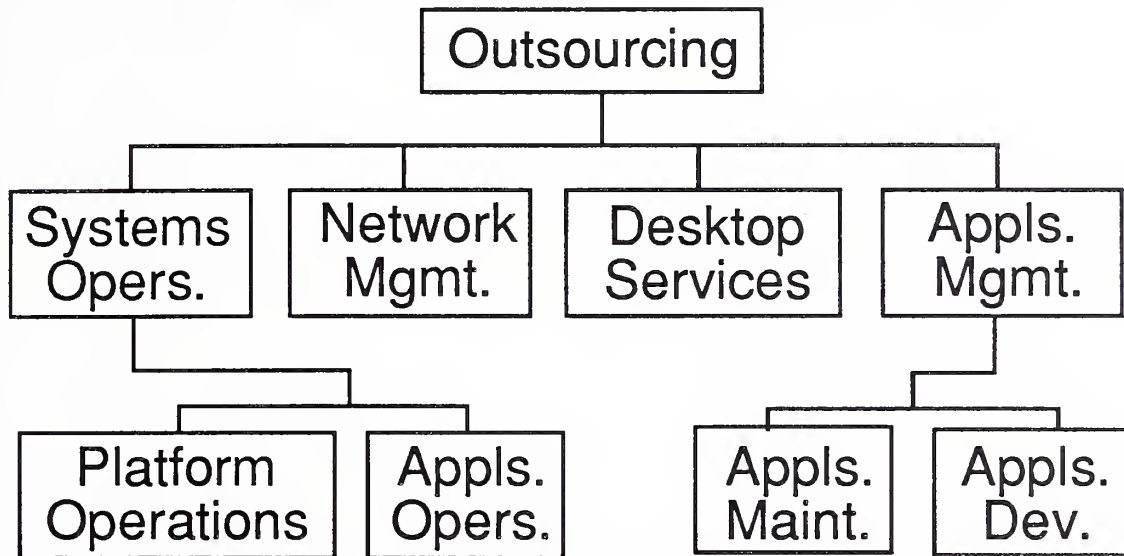 Outsourcing
Systems
Opers.
Network
Mgmt.
Desktop
Services
Appls.
Mgmt.
Platform
Operations
Appls.
Opers.
Appls.
Maint.
Appls.
Dev.